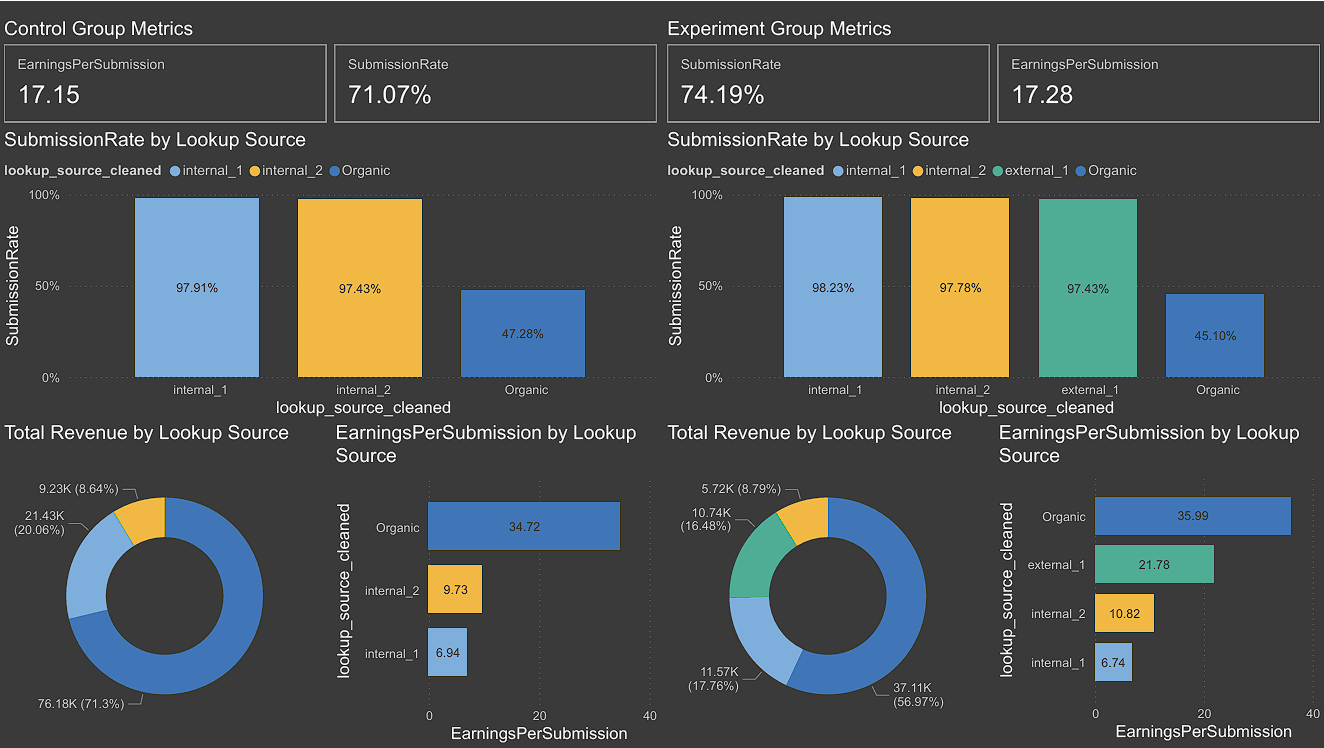 Control Group Metrics
EarningsPerSubmission
17.15
SubmissionRate
71.07%
SubmissionRate by Lookup Source
lookup_source_cleaned internal_1 internal_2 Organic
100%
50%
0%
SubmissionRate
97.91%
97.43%
47.28%
internal_1
internal_2
Organic
lookup_source_cleaned
Total Revenue by Lookup Source
9.23K (8.64%)
21.43K
(20.06%)
76.18K (71.3%)
EarningsPerSubmission by Lookup
Source
lookup_source_cleaned
Organic
34.72
internal_2
9.73
internal_1
6.94
0
20
40
EarningsPerSubmission
Experiment Group Metrics
SubmissionRate
74.19%
EarningsPerSubmission
17.28
SubmissionRate by Lookup Source
lookup_source_cleaned internal_1 internal_2 external_1 Organic
100%
50%
0%
SubmissionRate
98.23%
97.78%
97.43%
45.10%
internal_1
internal_2
external_1
Organic
lookup_source_cleaned
Total Revenue by Lookup Source
5.72K (8.79%)
10.74K
(16.48%)
11.57K
(17.76%)
37.11K
(56.97%)
EarningsPerSubmission by Lookup
Source
lookup_source_cleaned
Organic
35.99
external_1
21.78
internal_2
10.82
internal_1
6.74
0
20
40
EarningsPerSubmission